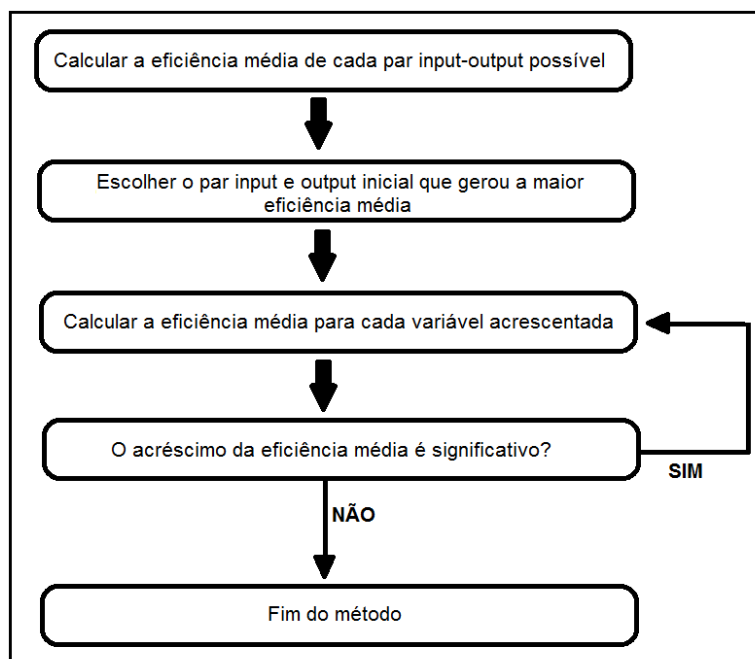 Calcular a eficiência média de cada par input-output possível
Escolher o par input e output inicial que gerou a maior
eficiência média
Calcular a eficiência média para cada variável acrescentada
O acréscimo da eficiência média é significativo?
SIM
NÃO
Fim do método